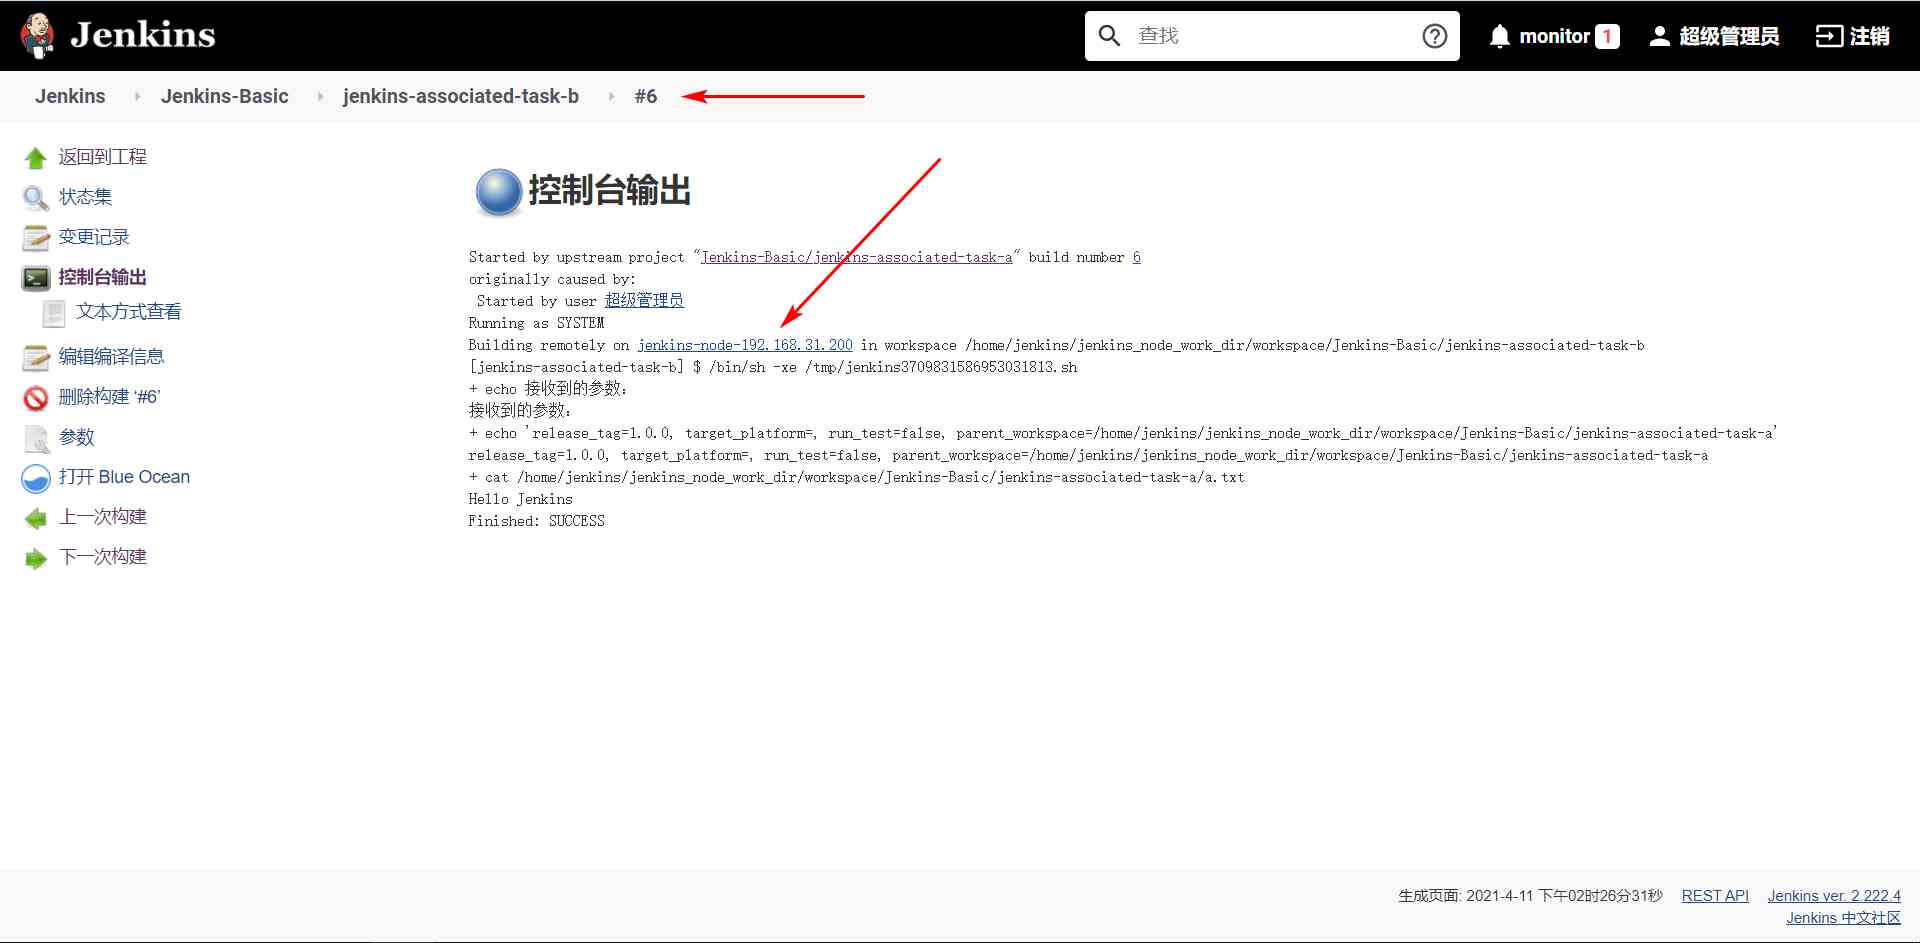 Jenkins
查找
monitor 1
超级管理员
注销
Jenkins
Jenkins-Basic
jenkins-associated-task-b
#6
返回到工程
状态集
变更记录
控制台输出
文本方式查看
编辑编译信息
删除构建 ‘#6’
参数
打开 Blue Ocean
上一次构建
下一次构建
控制台输出
Started by upstream project "Jenkins-Basic/jenkins-associated-task-a" build number 6
originally caused by:
Started by user 超级管理员
Running as SYSTEM
Building remotely on jenkins-node-192.168.31.200 in workspace /home/jenkins/jenkins_node_work_dir/workspace/Jenkins-Basic/jenkins-associated-task-b
[jenkins-associated-task-b] $ /bin/sh -xe /tmp/jenkins3709831586953031813.sh
+ echo 接收到的参数：
接收到的参数：
+ echo 'release_tag=1.0.0, target_platform=, run_test=false, parent_workspace=/home/jenkins/jenkins_node_work_dir/workspace/Jenkins-Basic/jenkins-associated-task-a'
release_tag=1.0.0, target_platform=, run_test=false, parent_workspace=/home/jenkins/jenkins_node_work_dir/workspace/Jenkins-Basic/jenkins-associated-task-a
+ cat /home/jenkins/jenkins_node_work_dir/workspace/Jenkins-Basic/jenkins-associated-task-a/a.txt
Hello Jenkins
Finished: SUCCESS
生成页面: 2021-4-11 下午02时26分31秒 REST API Jenkins ver. 2.222.4
Jenkins 中文社区